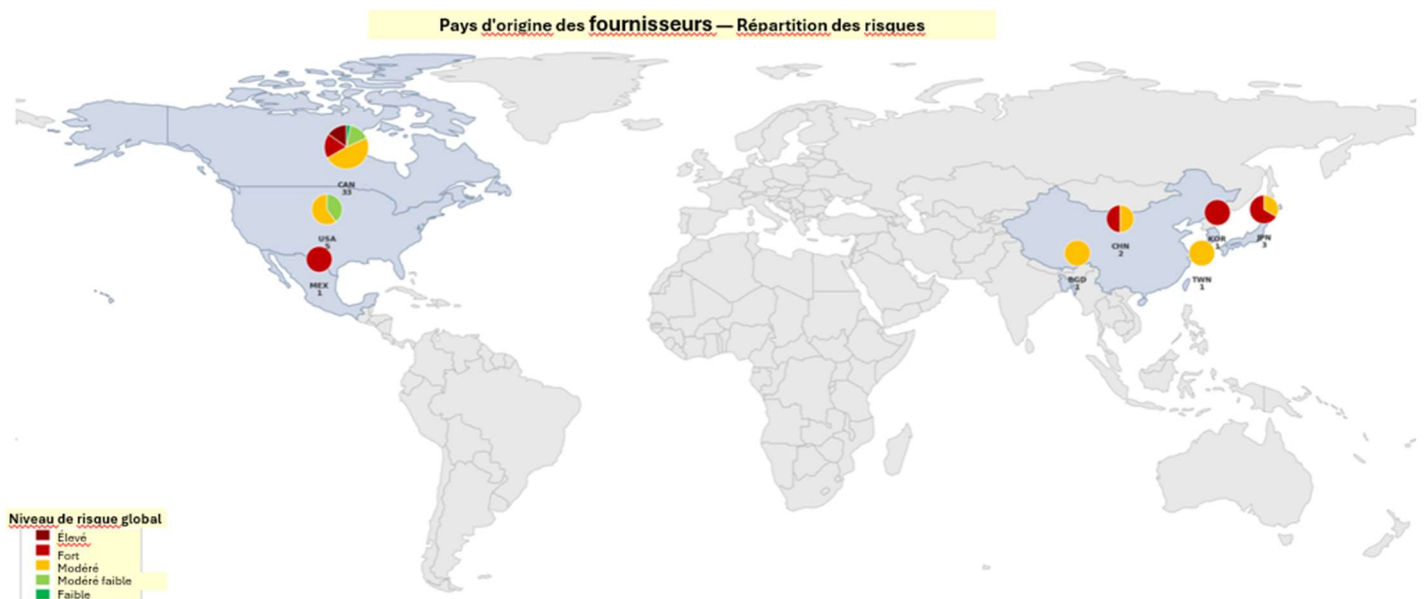 Pays d'origine des fournisseurs — Répartition des risques
CAN
33
USA
5
MEX
1
CHN
2
KOR
1
JPN
3
BGD
1
TWN
1
Niveau de risque global
Élevé
Fort
Modéré
Modéré faible
Faible